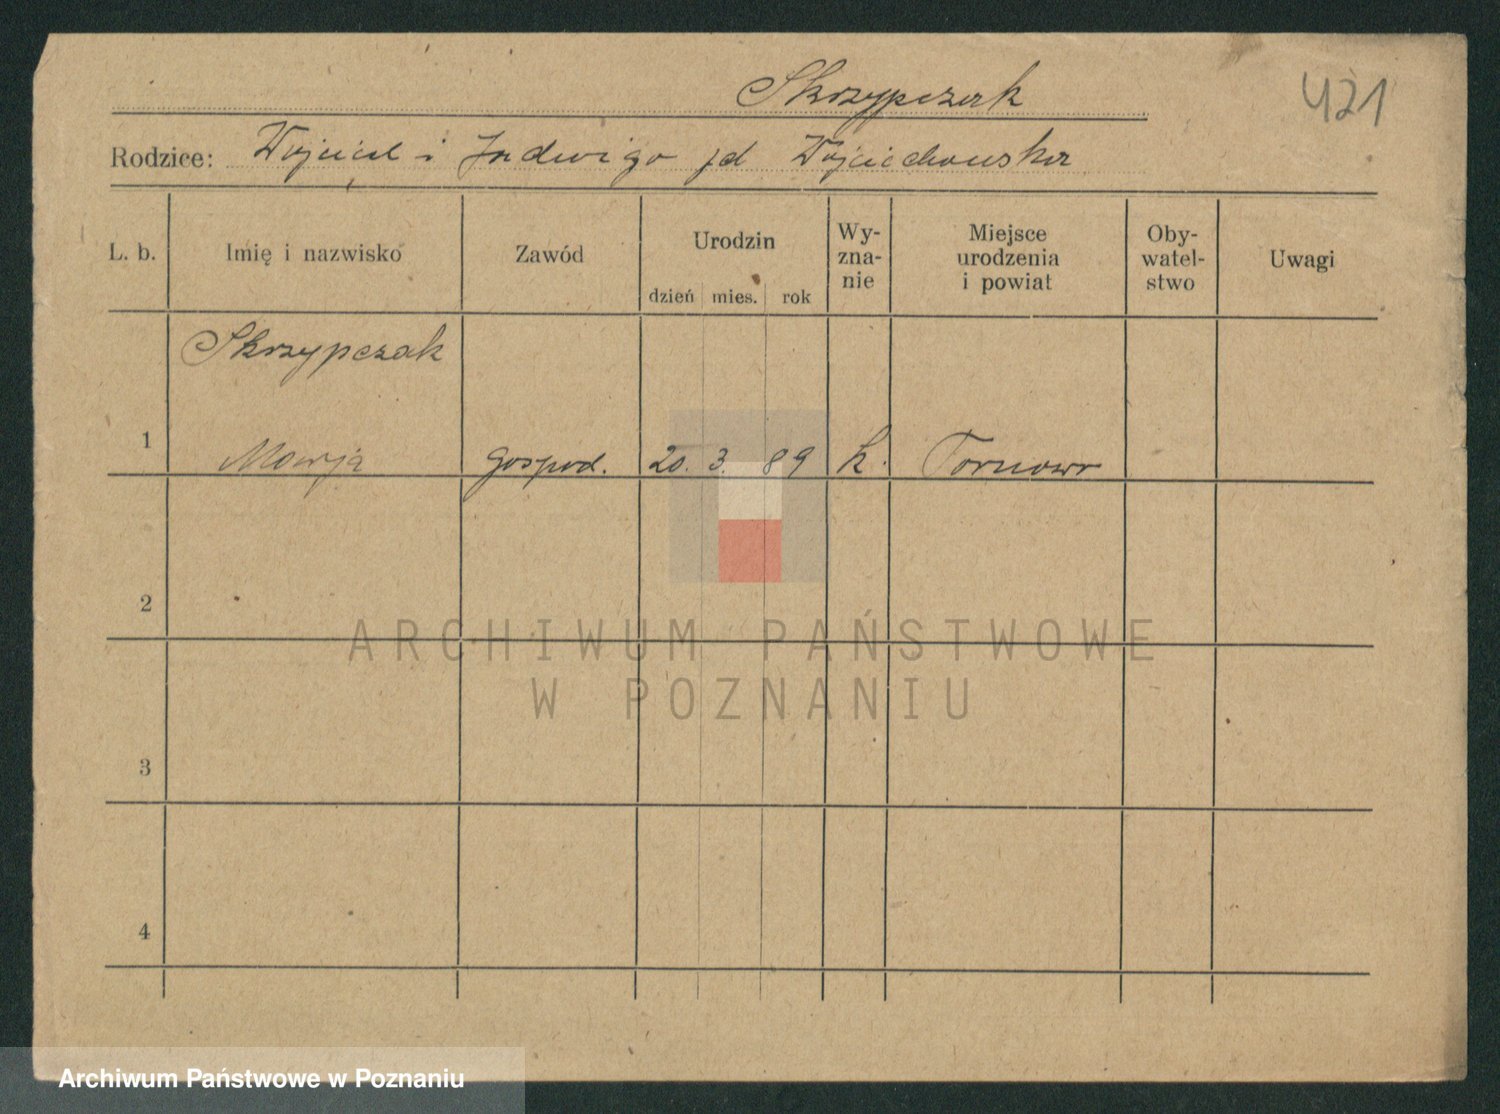 Skrzypczak
421
Rodzice: Wojciech i Jadwiga jd Wojciechowska
L. b. Imię i nazwisko Zawód Urodzin Wy-zna-nie Miejsce urodzenia i powiat Oby-watel-stwo Uwagi
dzień mies. rok
Skrzypczak
1 Marja gospod. 20. 3. 89 k. Tornowo
2
ARCHIWUM PAŃSTWOWE
W POZNANIU
3
4
Archiwum Państwowe w Poznaniu